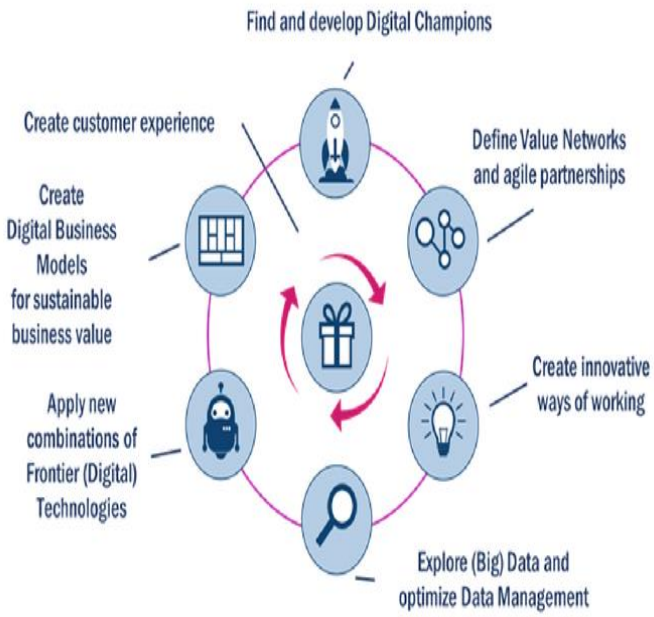 Find and develop Digital Champions
Create customer experience
Define Value Networks
and agile partnerships
Create
Digital Business
Models
for sustainable
business value
Create innovative
ways of working
Apply new
combinations of
Frontier (Digital)
Technologies
Explore (Big) Data and
optimize Data Management